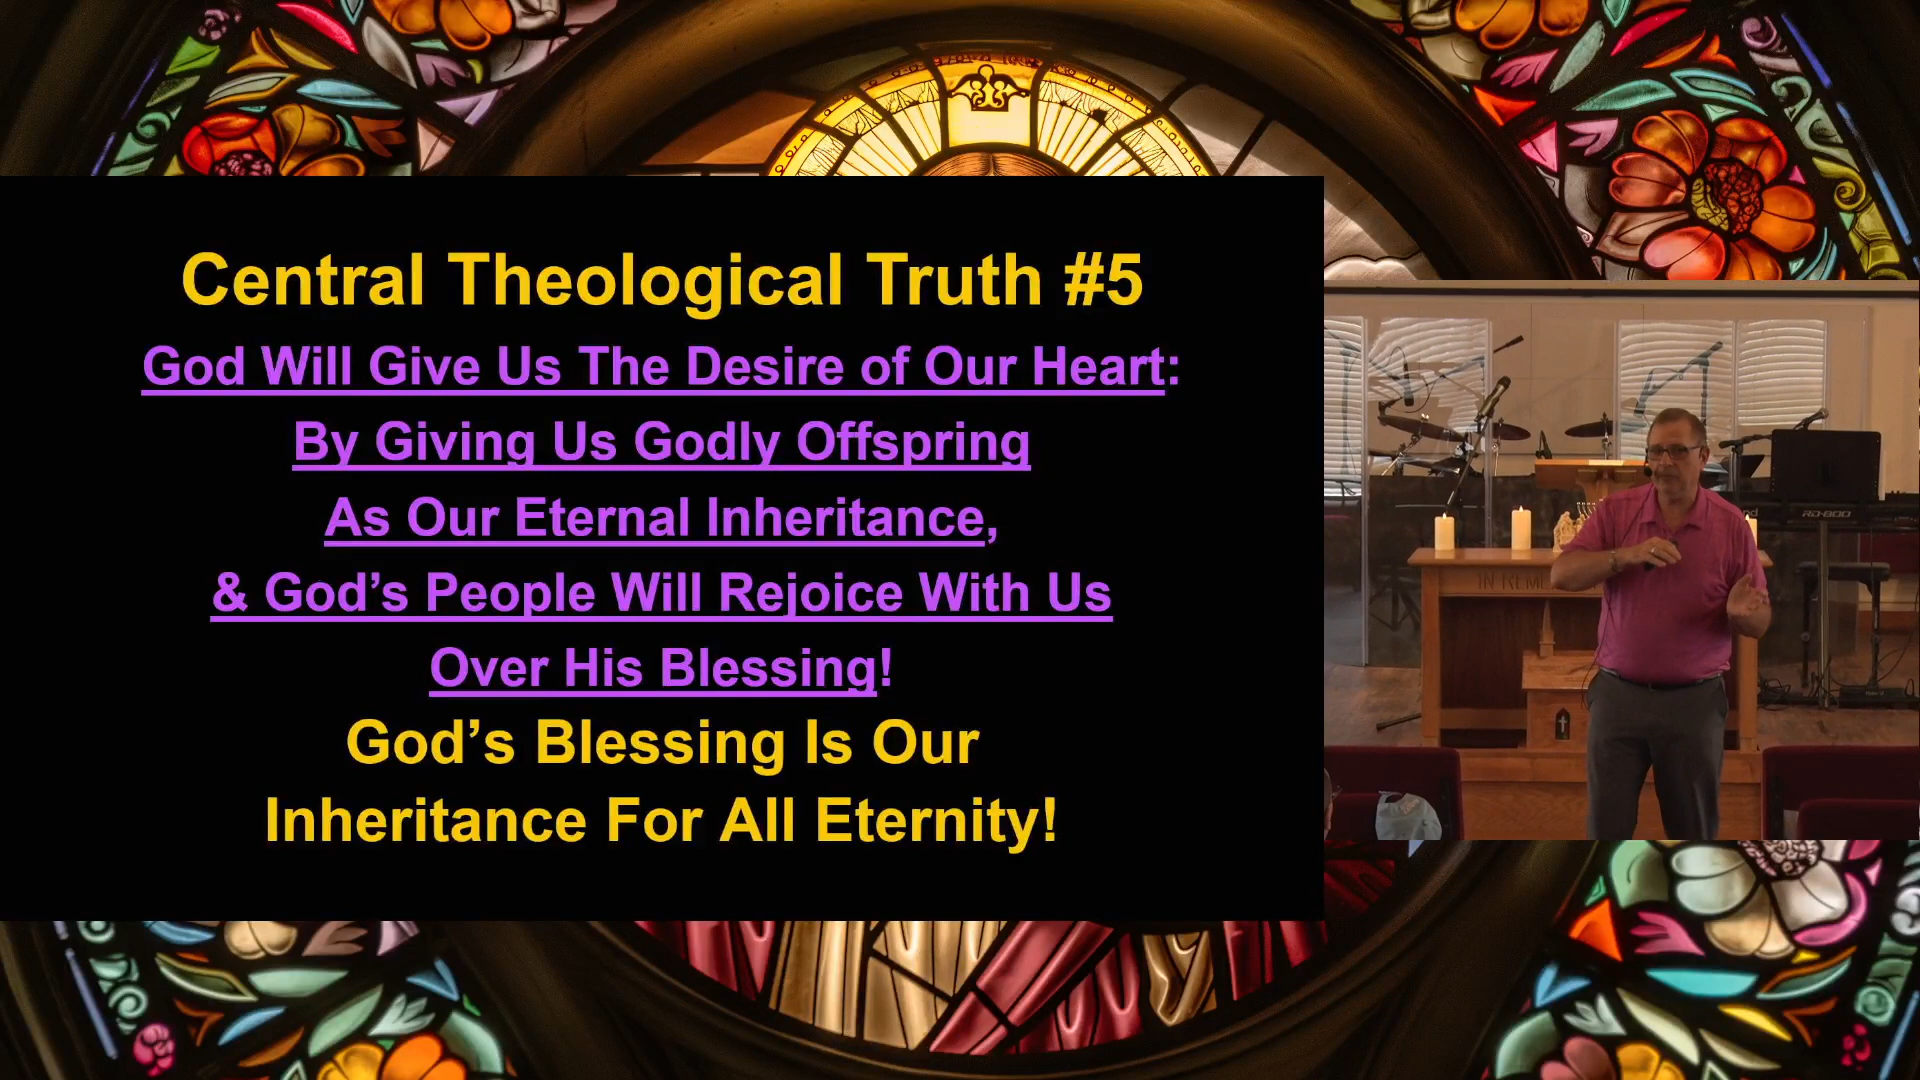 Central Theological Truth #5
God Will Give Us The Desire of Our Heart:
By Giving Us Godly Offspring
As Our Eternal Inheritance,
& God’s People Will Rejoice With Us
Over His Blessing!
God’s Blessing Is Our
Inheritance For All Eternity!
RD-800
IN REM